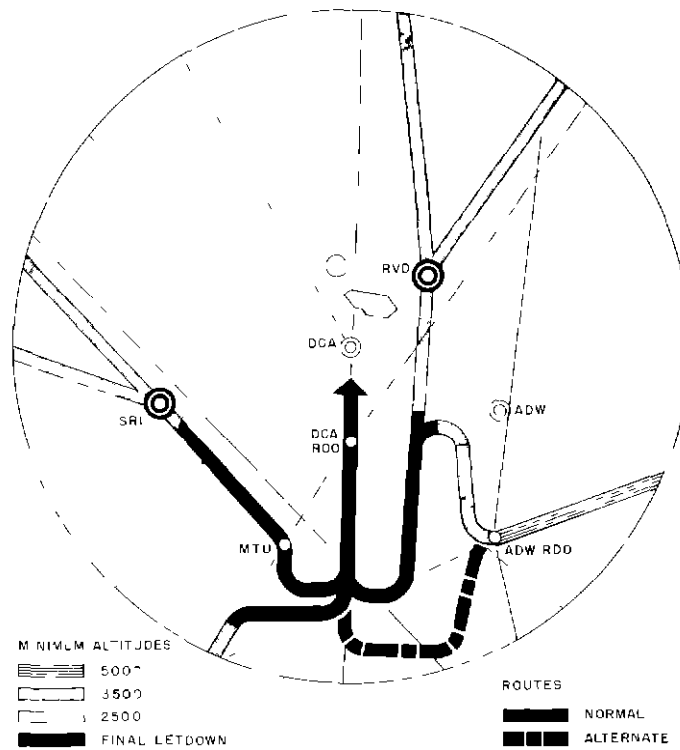 RVD
DCA
SRI
ADW
DCA
RDO
MTU
ADW RDO
MINIMUM ALTITUDES
5000
3500
2500
FINAL LETDOWN
ROUTES
NORMAL
ALTERNATE